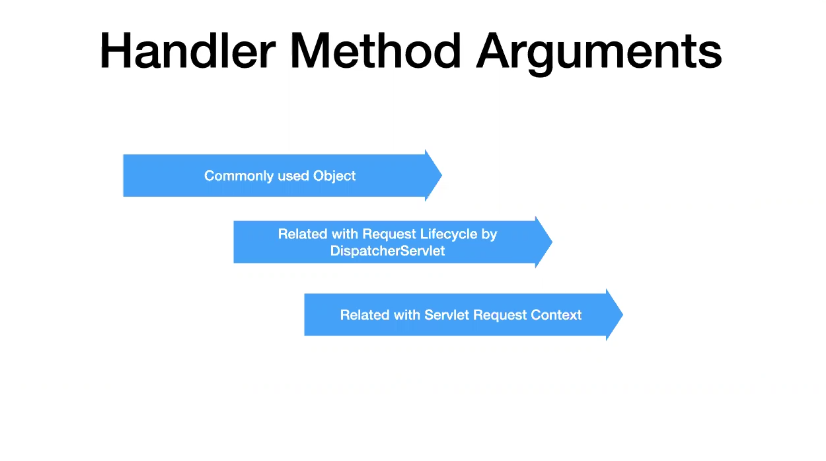 Handler Method Arguments
Commonly used Object
Related with Request Lifecycle by
DispatcherServlet
Related with Servlet Request Context